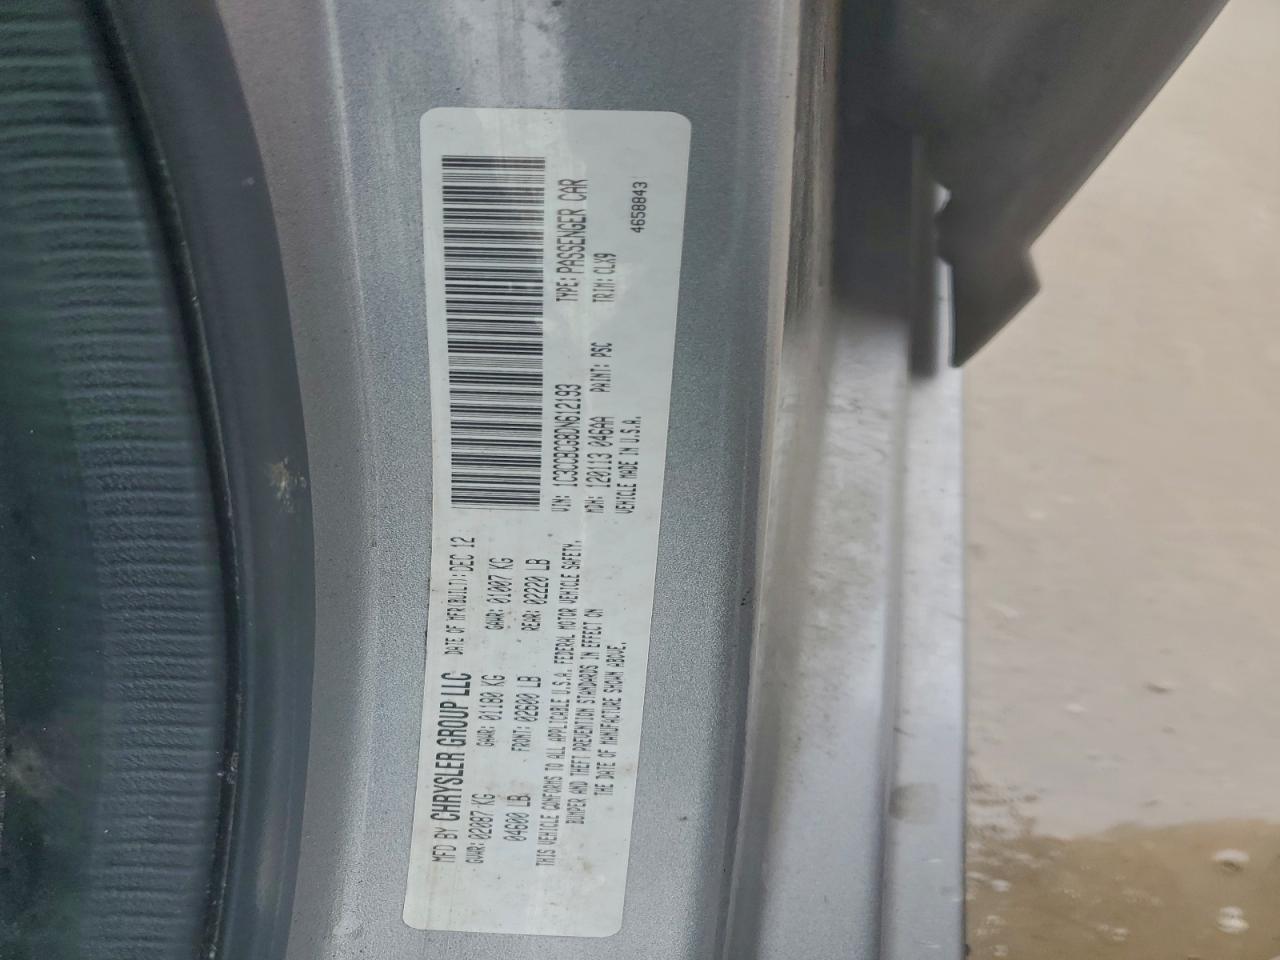 MFD BY CHRYSLER GROUP LLC DATE OF MFR(BUILT): DEC 12
GVWR: 02087 KG GAWR: 01180 KG GAWR: 01007 KG
04600 LB FRONT: 02600 LB REAR: 02220 LB
THIS VEHICLE CONFORMS TO ALL APPLICABLE U.S.A. FEDERAL MOTOR VEHICLE SAFETY,
BUMPER AND THEFT PREVENTION STANDARDS IN EFFECT ON
THE DATE OF MANUFACTURE SHOWN ABOVE.
VIN: 1C3CCBCG8DN612193 TYPE: PASSENGER CAR
MDH: 120113 046AA PAINT: PSC TRIM: CLX9
VEHICLE MADE IN U.S.A. 4658843